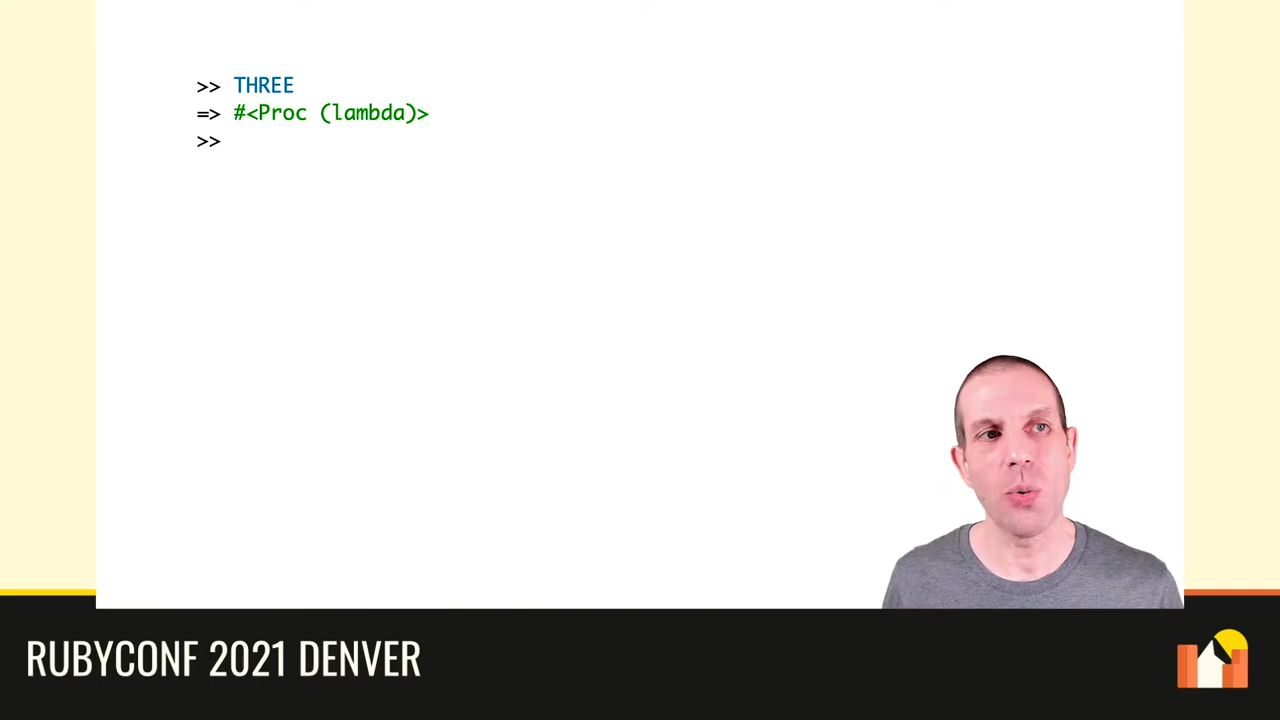 >> THREE
=> #<Proc (lambda)>
>>
RUBYCONF 2021 DENVER